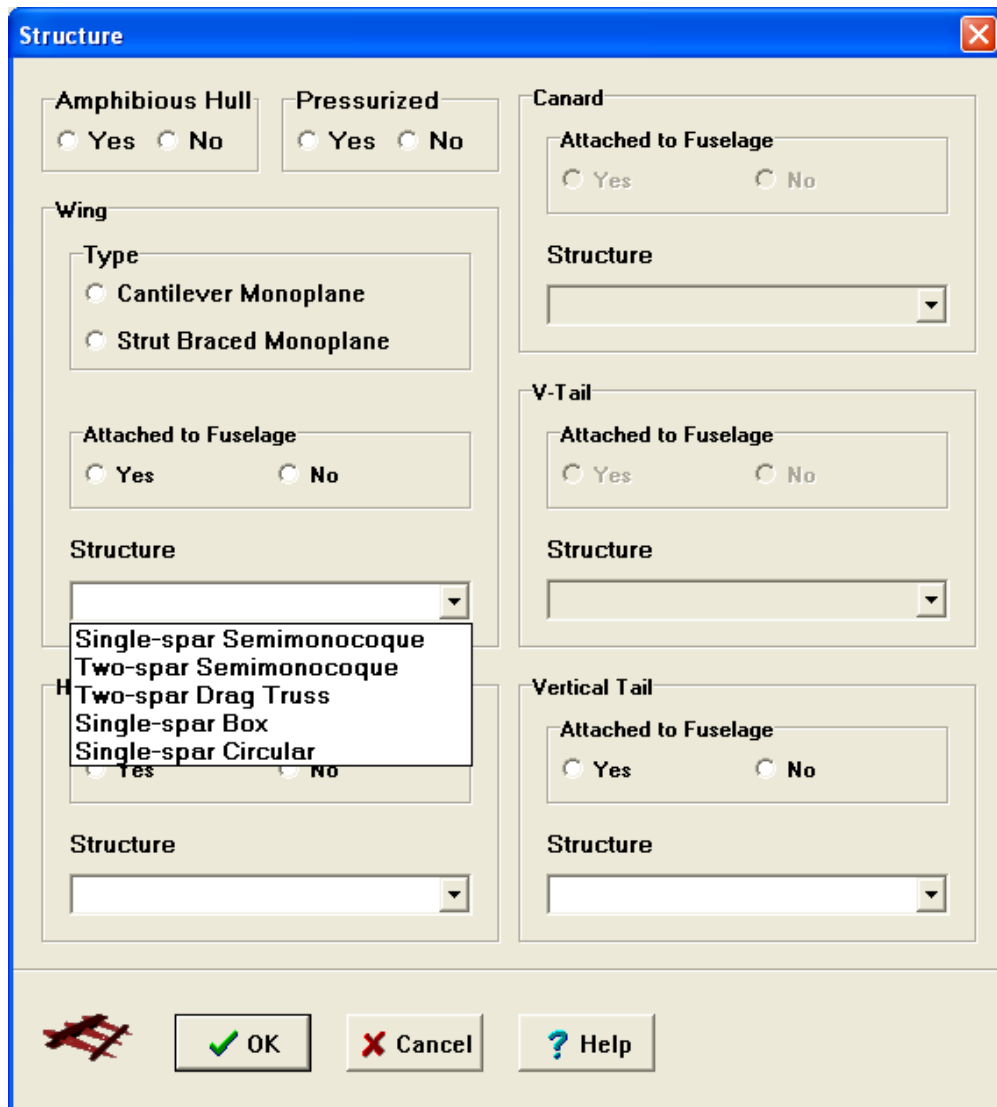 Structure
Amphibious Hull
Yes No
Pressurized
Yes No
Wing
Type
Cantilever Monoplane
Strut Braced Monoplane
Attached to Fuselage
Yes No
Structure
Single-spar Semimonocoque
Two-spar Semimonocoque
Two-spar Drag Truss
Single-spar Box
Single-spar Circular
H
Yes No
Structure
Canard
Attached to Fuselage
Yes No
Structure
V-Tail
Attached to Fuselage
Yes No
Structure
Vertical Tail
Attached to Fuselage
Yes No
Structure
OK Cancel Help